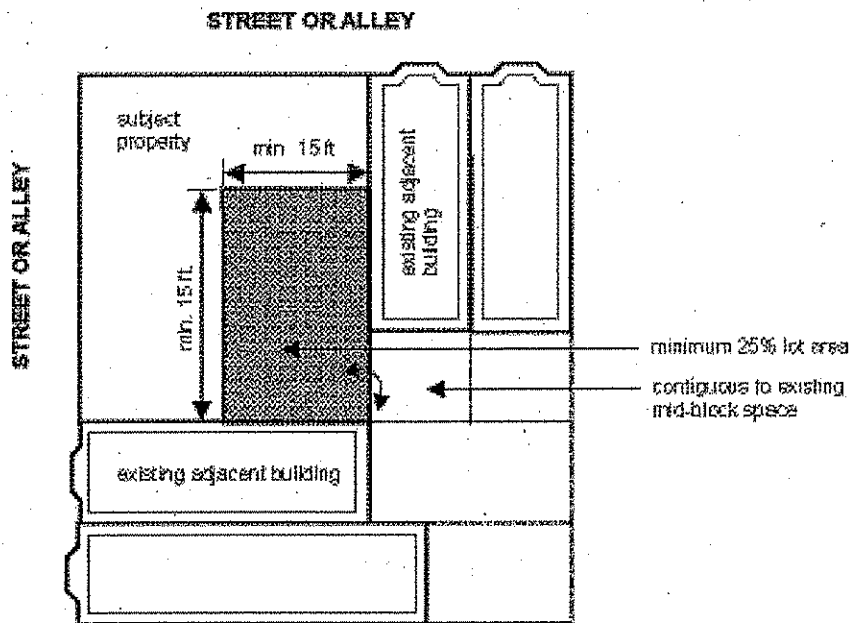 STREET OR ALLEY
STREET OR ALLEY
subject
property
min. 15 ft
min. 15 ft.
existing adjacent
building
minimum 25% lot area
contiguous to existing
mid-block space
existing adjacent building